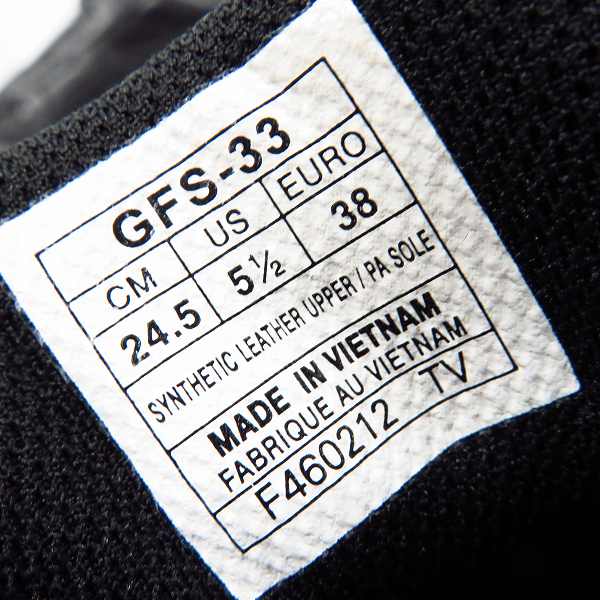 GFS-33
CM US EURO
24.5 5½ 38
SYNTHETIC LEATHER UPPER / PA SOLE
MADE IN VIETNAM
FABRIQUE AU VIETNAM
F460212 TV